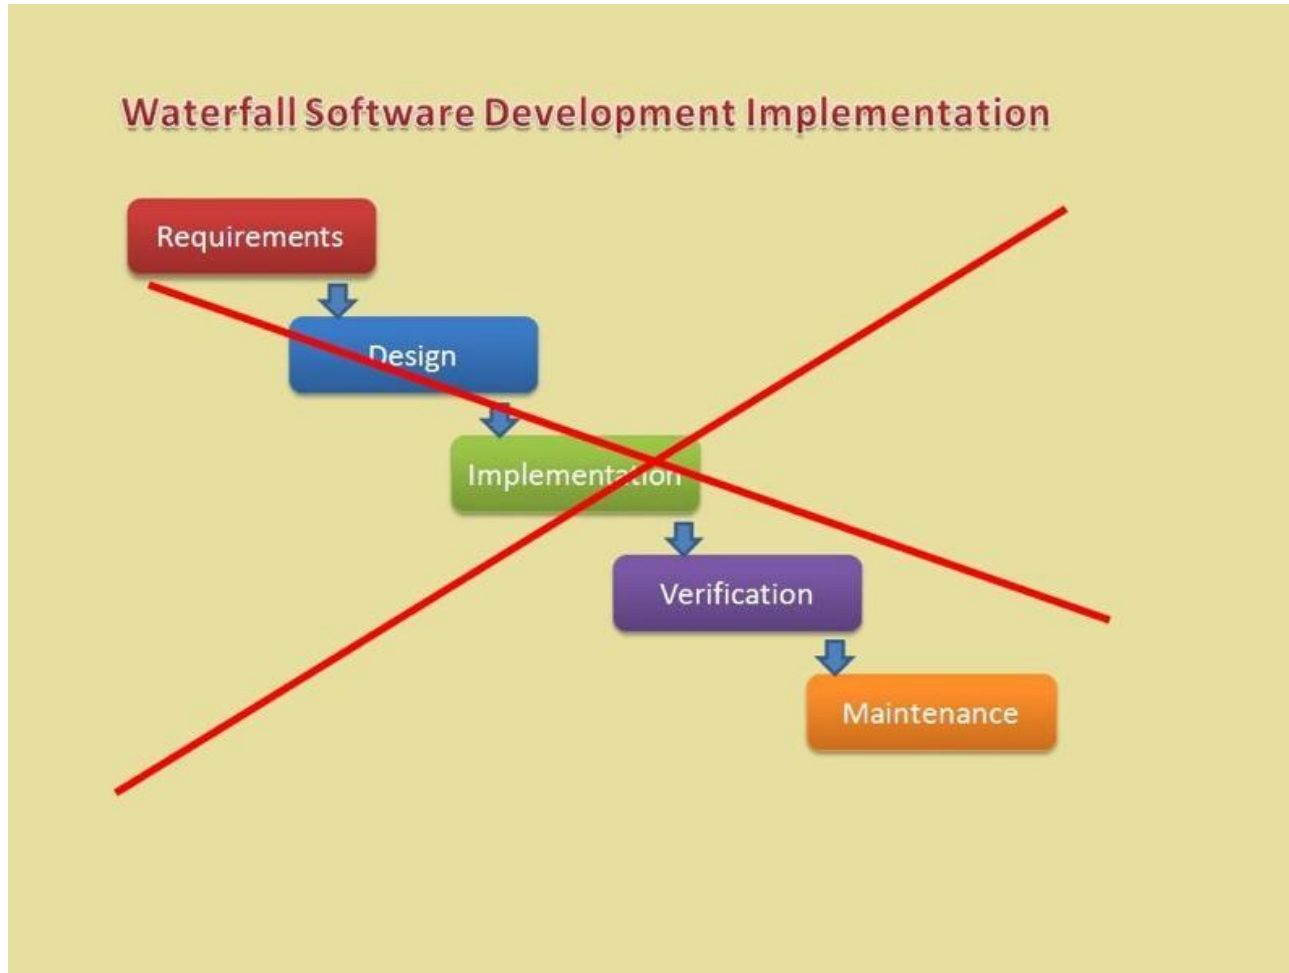 Waterfall Software Development Implementation
Requirements
Design
Implementation
Verification
Maintenance